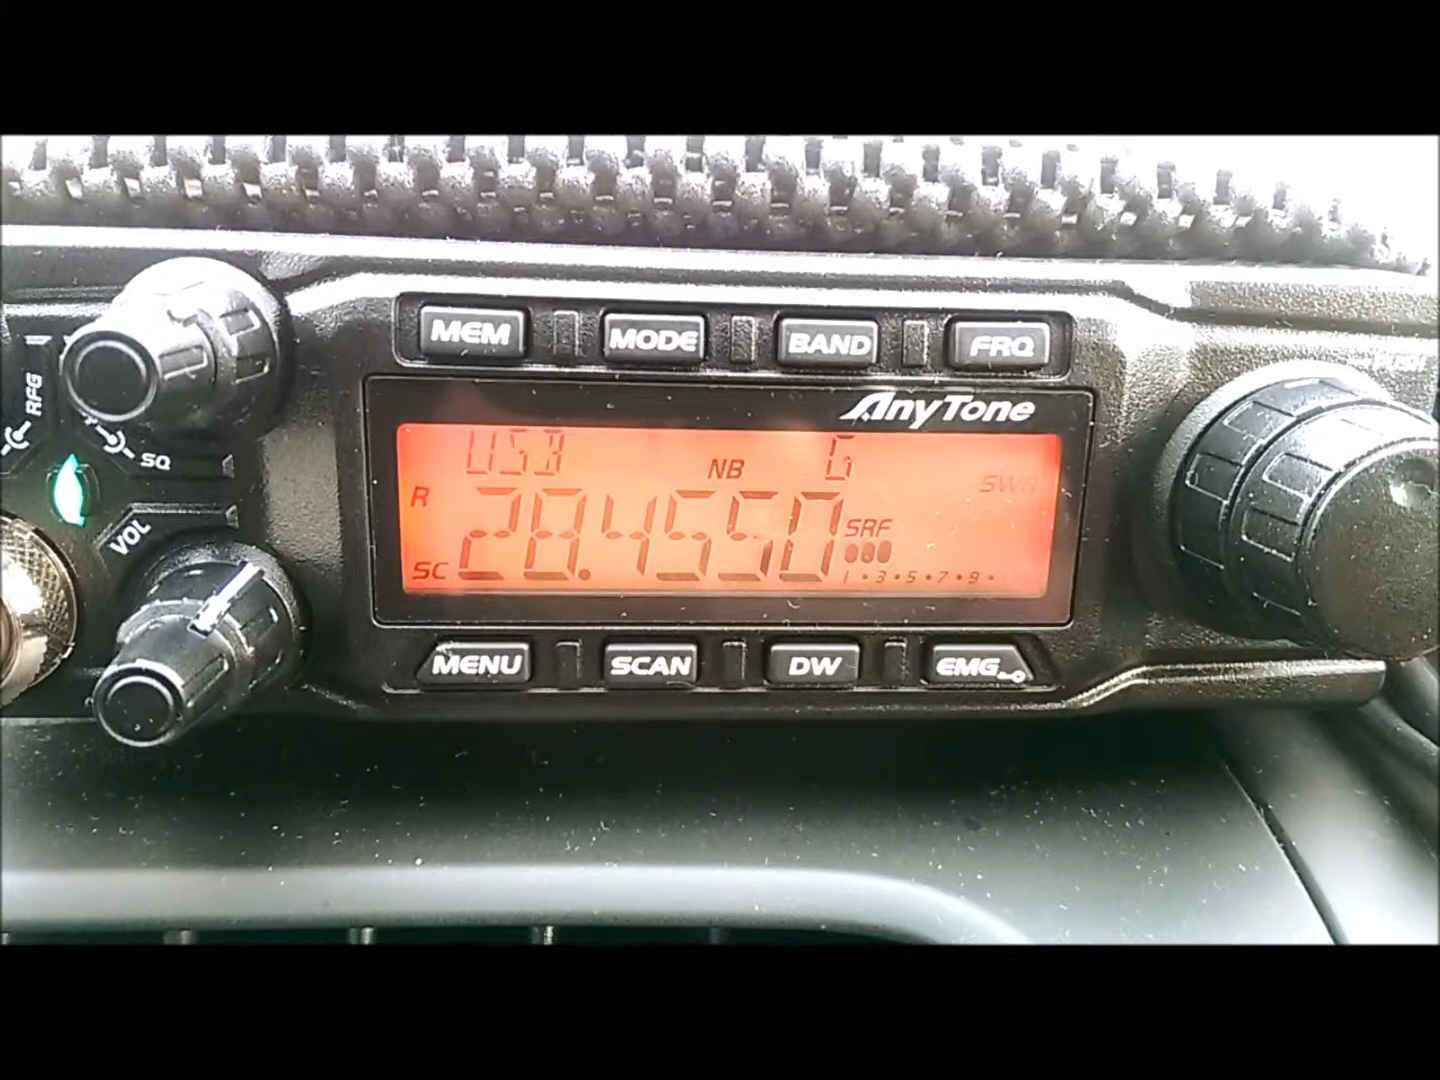 MEM MODE BAND FRQ
AnyTone
RFG
SQ
VOL
USB NB G SWR
R 28.4550 SRF
SC 1 • 3 • 5 • 7 • 9 •
MENU SCAN DW EMG